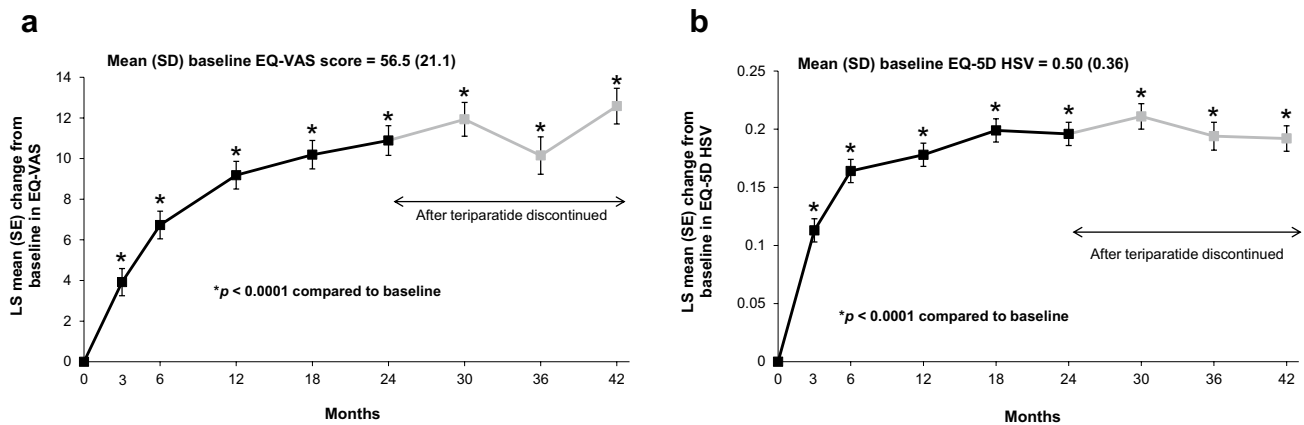 a
Mean (SD) baseline EQ-VAS score = 56.5 (21.1)
LS mean (SE) change from
baseline in EQ-VAS
14
12
10
8
6
4
2
0
* * * * * * * *
After teriparatide discontinued
*p < 0.0001 compared to baseline
0 3 6 12 18 24 30 36 42
Months
b
Mean (SD) baseline EQ-5D HSV = 0.50 (0.36)
LS mean (SE) change from
baseline in EQ-5D HSV
0.25
0.2
0.15
0.1
0.05
0
* * * * * * * *
After teriparatide discontinued
*p < 0.0001 compared to baseline
0 3 6 12 18 24 30 36 42
Months